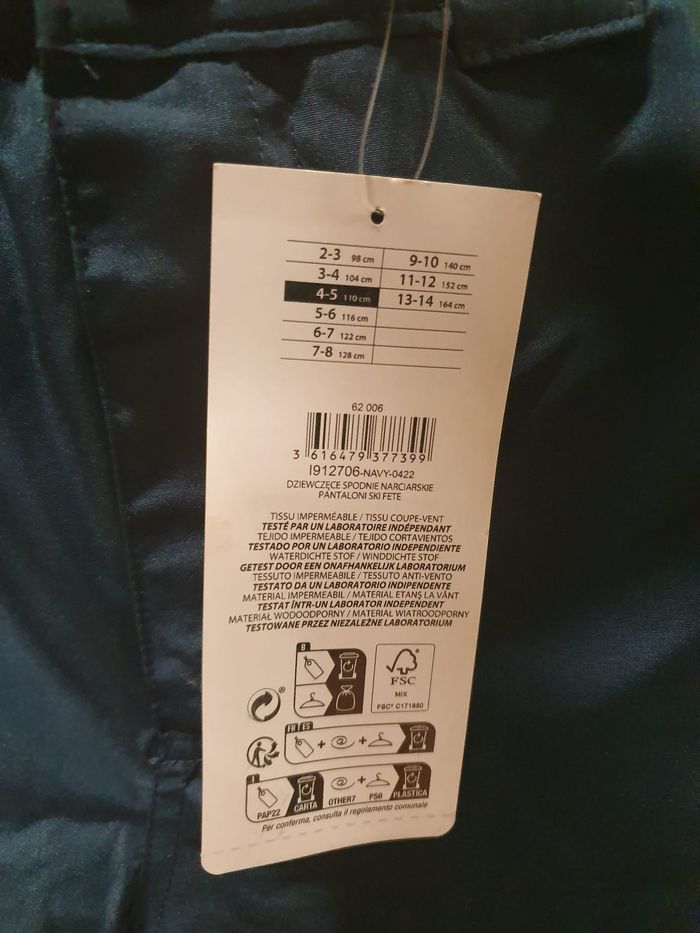 2-3 98 cm
9-10 140 cm
3-4 104 cm
11-12 152 cm
4-5 110 cm
13-14 164 cm
5-6 116 cm
6-7 122 cm
7-8 128 cm
62 006
3 616479 377399
I912706-NAVY-0422
DZIEWCZĘCE SPODNIE NARCIARSKIE
PANTALONI SKI FETE
TISSU IMPERMÉABLE / TISSU COUPE-VENT
TESTÉ PAR UN LABORATOIRE INDÉPENDANT
TEJIDO IMPERMEABLE / TEJIDO CORTAVIENTOS
TESTADO POR UN LABORATORIO INDEPENDIENTE
WATERDICHTE STOF / WINDDICHTE STOF
GETEST DOOR EEN ONAFHANKELIJK LABORATORIUM
TESSUTO IMPERMEABILE / TESSUTO ANTI-VENTO
TESTATO DA UN LABORATORIO INDIPENDENTE
MATERIAL IMPERMEABIL / MATERIAL ETANȘ LA VÂNT
TESTAT ÎNTR-UN LABORATOR INDEPENDENT
MATERIAŁ WODOODPORNY / MATERIAŁ WIATROODPORNY
TESTOWANE PRZEZ NIEZALEŻNE LABORATORIUM
B
®
FSC
MIX
FSC® C171850
FR / ES
+ +
I
+
PAP22 CARTA OTHER7 PS6 PLASTICA
Per conferma, consulta il regolamento comunale